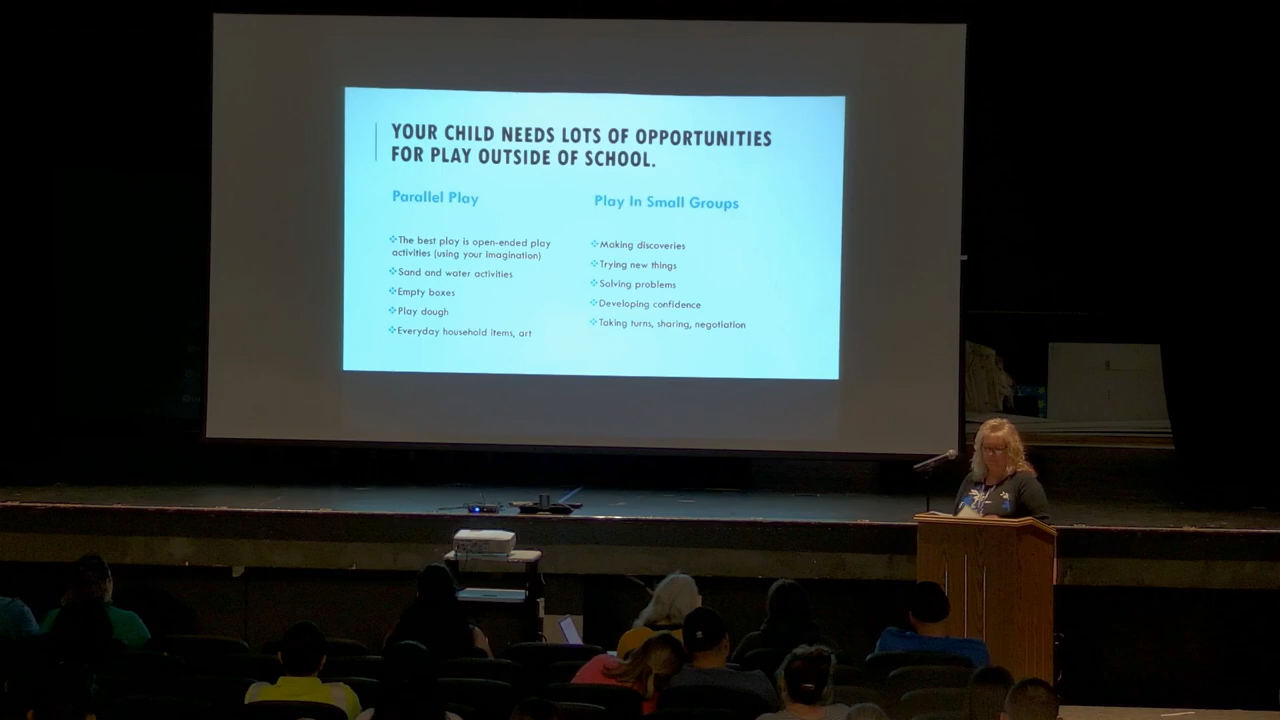 YOUR CHILD NEEDS LOTS OF OPPORTUNITIES
FOR PLAY OUTSIDE OF SCHOOL.
Parallel Play
❖The best play is open-ended play
activities (using your imagination)
❖Sand and water activities
❖Empty boxes
❖Play dough
❖Everyday household items, art
Play In Small Groups
❖Making discoveries
❖Trying new things
❖Solving problems
❖Developing confidence
❖Taking turns, sharing, negotiation